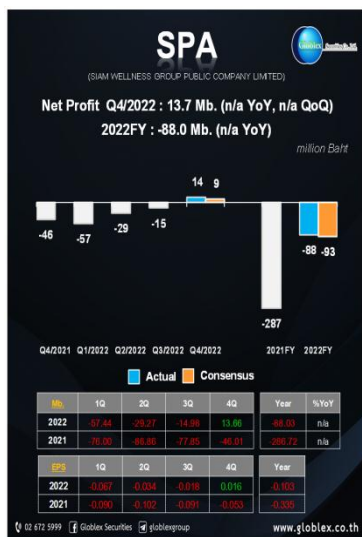 SPA
Globlex
(SIAM WELLNESS GROUP PUBLIC COMPANY LIMITED)
Net Profit Q4/2022 : 13.7 Mb. (n/a YoY, n/a QoQ)
2022FY : -88.0 Mb. (n/a YoY)
million Baht
14 9
-46 -57 -29 -15 -287 -88 -93
Q4/2021 Q1/2022 Q2/2022 Q3/2022 Q4/2022 2021FY 2022FY
Actual Consensus
Mb. 1Q 2Q 3Q 4Q Year %YoY
2022 -57.44 -29.27 -14.98 13.66 -88.03 n/a
2021 -76.00 -86.86 -77.85 -46.01 -286.72 n/a
EPS 1Q 2Q 3Q 4Q Year
2022 -0.067 -0.034 -0.018 0.016 -0.103
2021 -0.090 -0.102 -0.091 -0.053 -0.335
02 672 5999 Globlex Securities globlexgroup www.globlex.co.th